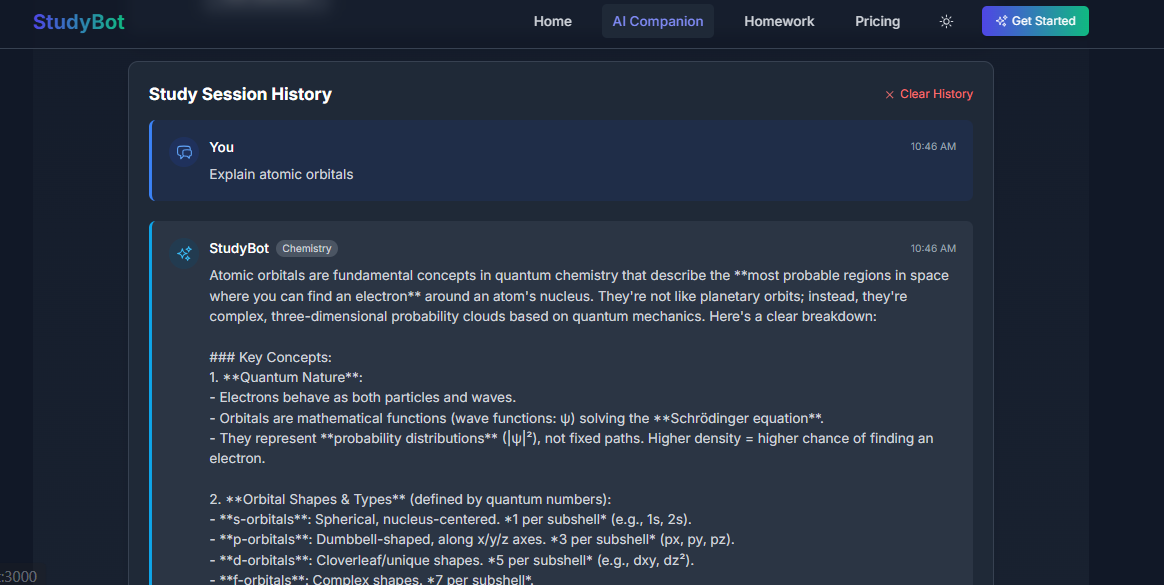 StudyBot
Home
AI Companion
Homework
Pricing
Get Started
Study Session History
Clear History
You
10:46 AM
Explain atomic orbitals
StudyBot
Chemistry
10:46 AM
Atomic orbitals are fundamental concepts in quantum chemistry that describe the **most probable regions in space
where you can find an electron** around an atom's nucleus. They're not like planetary orbits; instead, they're
complex, three-dimensional probability clouds based on quantum mechanics. Here's a clear breakdown:
### Key Concepts:
1. **Quantum Nature**:
- Electrons behave as both particles and waves.
- Orbitals are mathematical functions (wave functions: ψ) solving the **Schrödinger equation**.
- They represent **probability distributions** (|ψ|²), not fixed paths. Higher density = higher chance of finding an
electron.
2. **Orbital Shapes & Types** (defined by quantum numbers):
- **s-orbitals**: Spherical, nucleus-centered. *1 per subshell* (e.g., 1s, 2s).
- **p-orbitals**: Dumbbell-shaped, along x/y/z axes. *3 per subshell* (px, py, pz).
- **d-orbitals**: Cloverleaf/unique shapes. *5 per subshell* (e.g., dxy, dz²).
- **f-orbitals**: Complex shapes. *7 per subshell*.
:3000